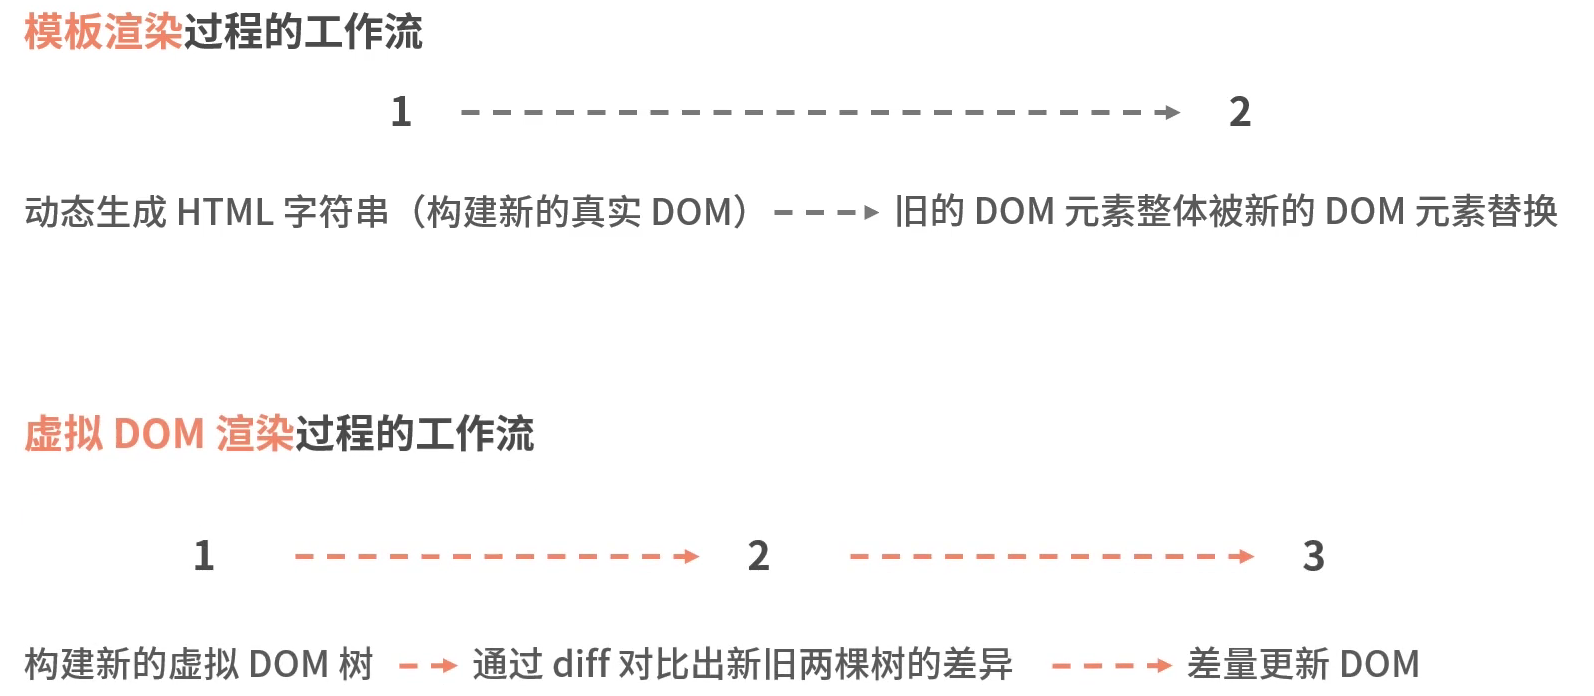 模板渲染过程的工作流
1 2
动态生成 HTML 字符串（构建新的真实 DOM） 旧的 DOM 元素整体被新的 DOM 元素替换
虚拟 DOM 渲染过程的工作流
1 2 3
构建新的虚拟 DOM 树 通过 diff 对比出新旧两棵树的差异 差量更新 DOM